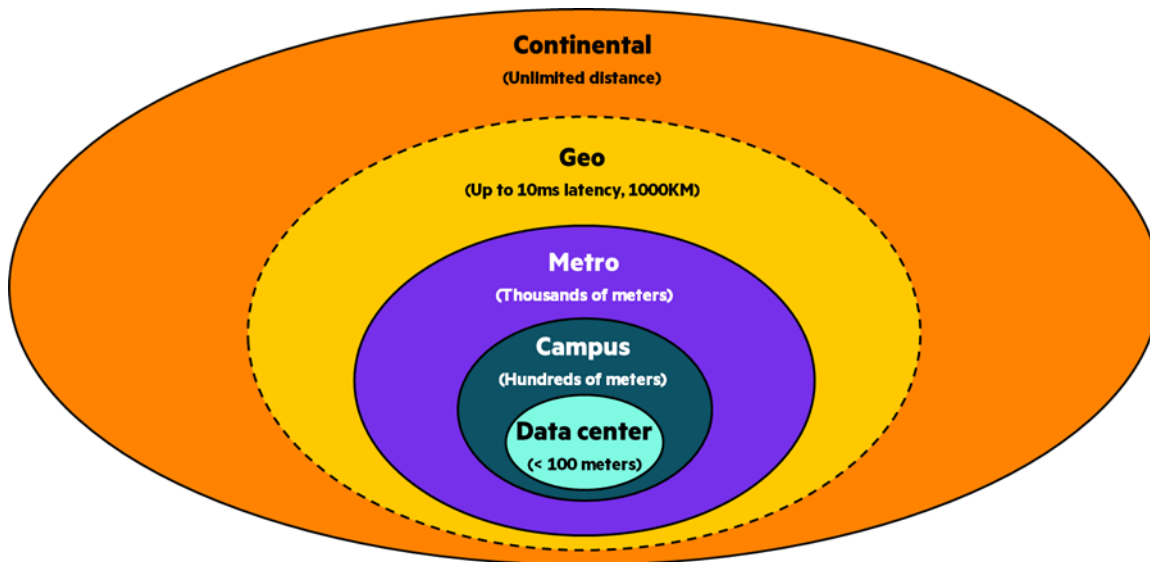 Continental
(Unlimited distance)
Geo
(Up to 10ms latency, 1000KM)
Metro
(Thousands of meters)
Campus
(Hundreds of meters)
Data center
(< 100 meters)